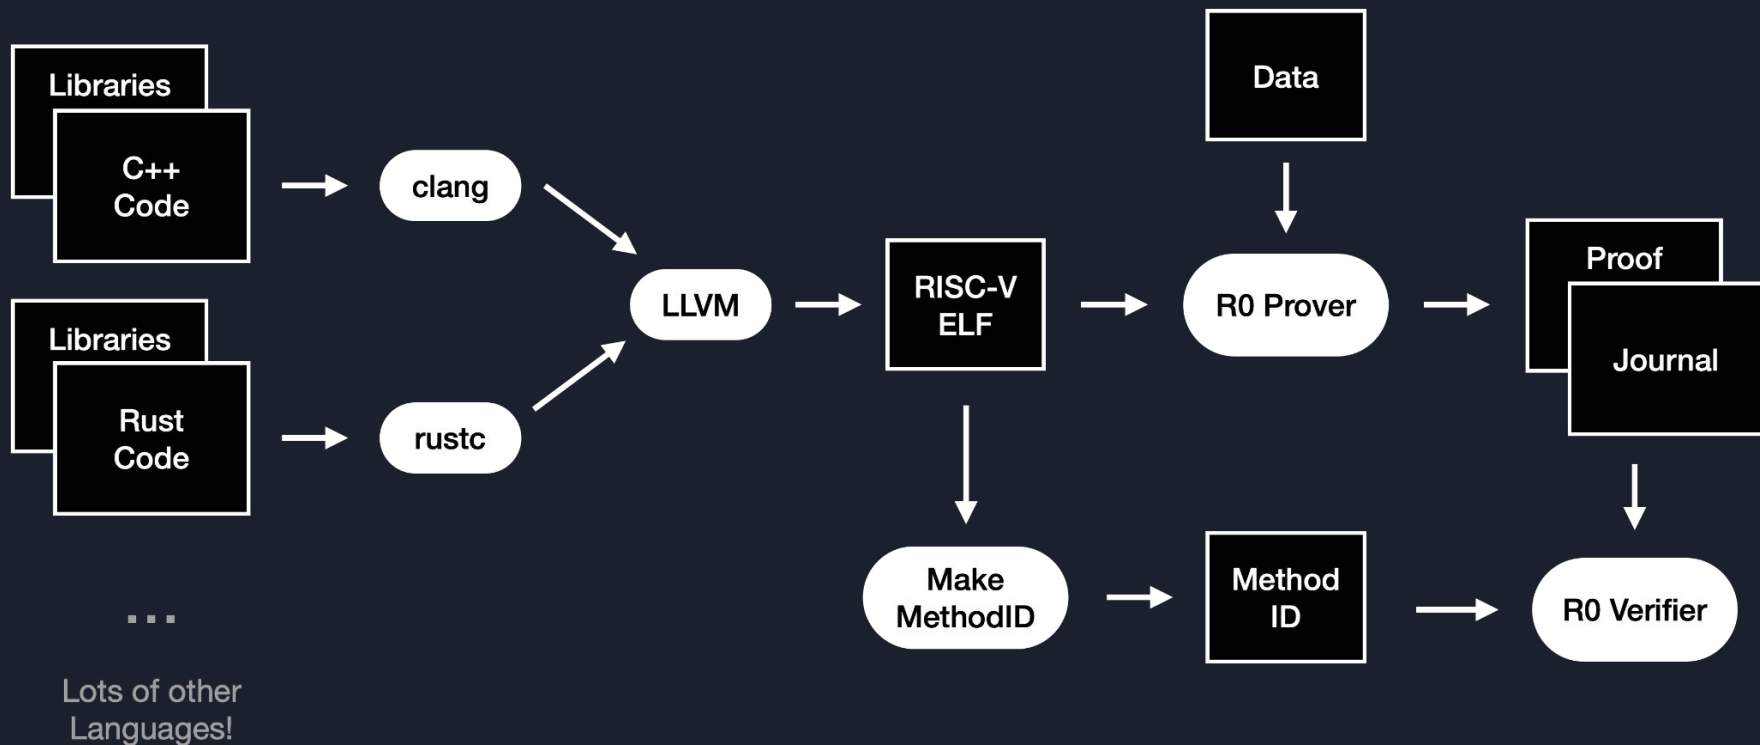 Libraries
C++
Code
clang
Libraries
Rust
Code
rustc
...
Lots of other
Languages!
LLVM
RISC-V
ELF
Data
R0 Prover
Proof
Journal
Make
MethodID
Method
ID
R0 Verifier